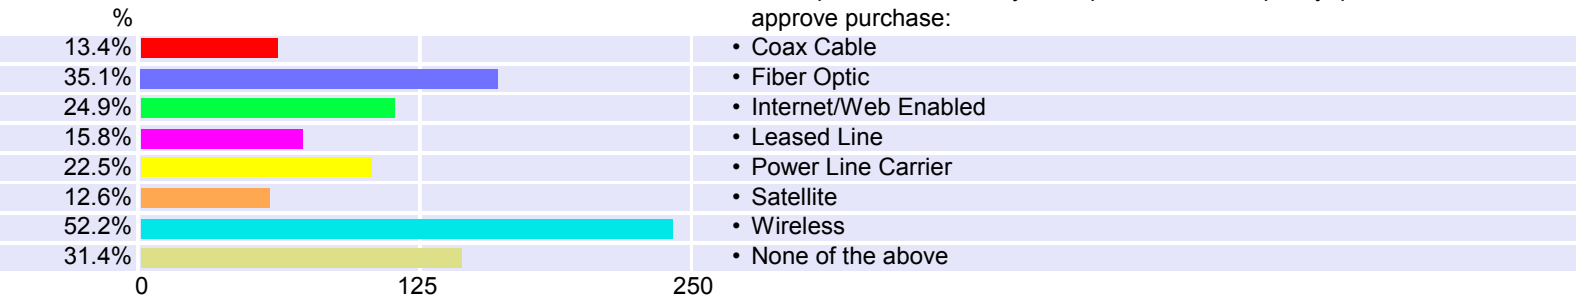 %
approve purchase:
13.4% • Coax Cable
35.1% • Fiber Optic
24.9% • Internet/Web Enabled
15.8% • Leased Line
22.5% • Power Line Carrier
12.6% • Satellite
52.2% • Wireless
31.4% • None of the above
0 125 250